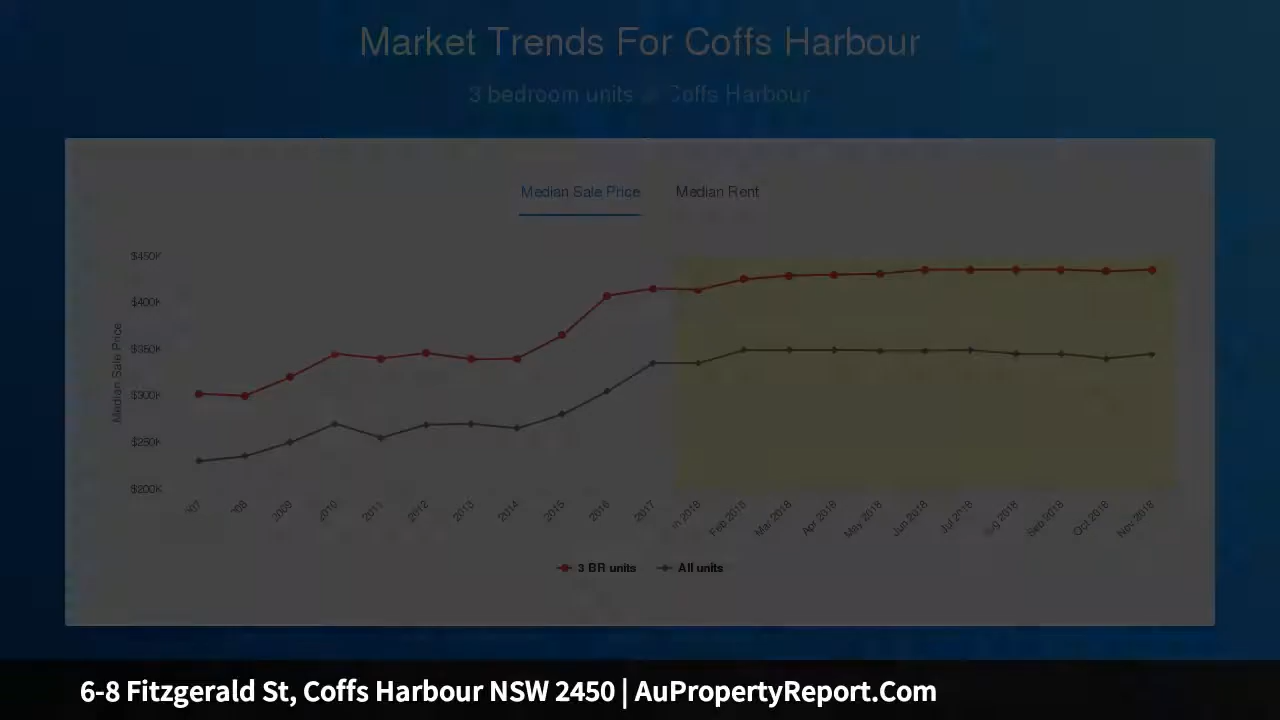 Market Trends For Coffs Harbour
3 bedroom units Coffs Harbour
Median Sale Price Median Rent
$450K
$400K
$350K
$300K
$250K
$200K
Median Sale Price
2009 2010 2011 2012 2013 2014 2015 2016 2017 Feb 2018 Mar 2018 Apr 2018 May 2018 Jun 2018 Jul 2018 Sep 2018 Oct 2018 Nov 2018
3 BR units All units
6-8 Fitzgerald St, Coffs Harbour NSW 2450 | AuPropertyReport.Com